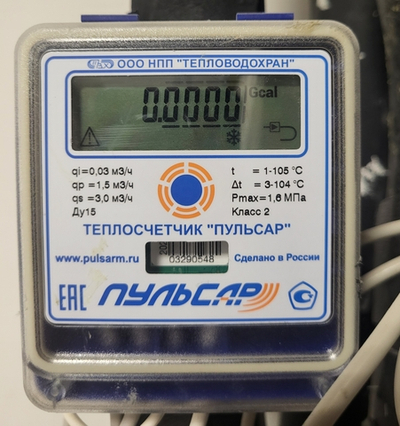 ООО НПП "ТЕПЛОВОДОХРАН"
0.0000 Gcal
qi=0,03 м3/ч t = 1-105 °C
qp = 1,5 м3/ч Δt = 3-104 °C
qs = 3,0 м3/ч Pmax=1,6 МПа
Ду15 Класс 2
ТЕПЛОСЧЕТЧИК "ПУЛЬСАР"
www.pulsarm.ru 03290548 Сделано в России
ЕАС ПУЛЬСАР